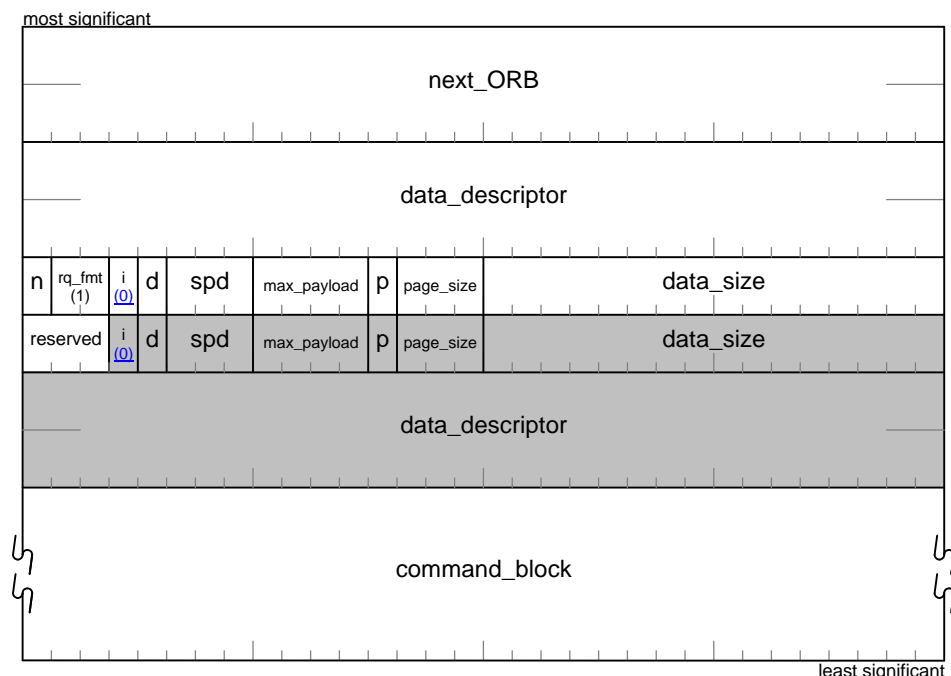 most significant
next_ORB
data_descriptor
n rq_fmt (1) i (0) d spd max_payload p page_size data_size
reserved i (0) d spd max_payload p page_size data_size
data_descriptor
command_block
least significant